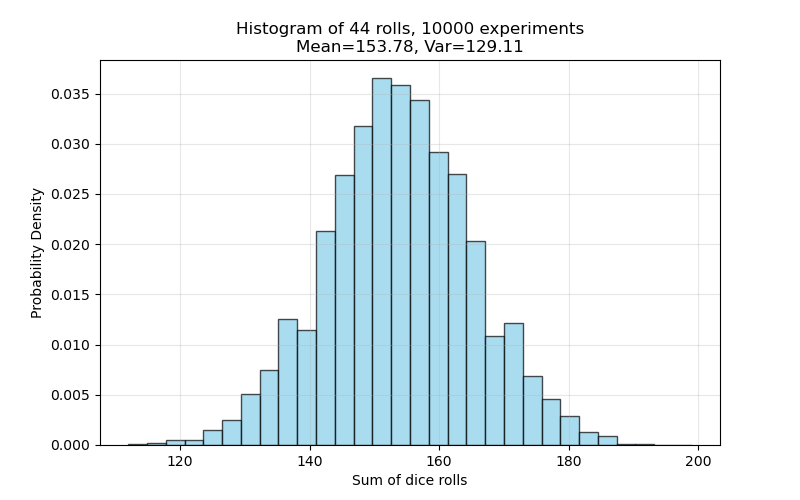 Histogram of 44 rolls, 10000 experiments
Mean=153.78, Var=129.11
0.035
0.030
0.025
0.020
0.015
0.010
0.005
0.000
Probability Density
120 140 160 180 200
Sum of dice rolls